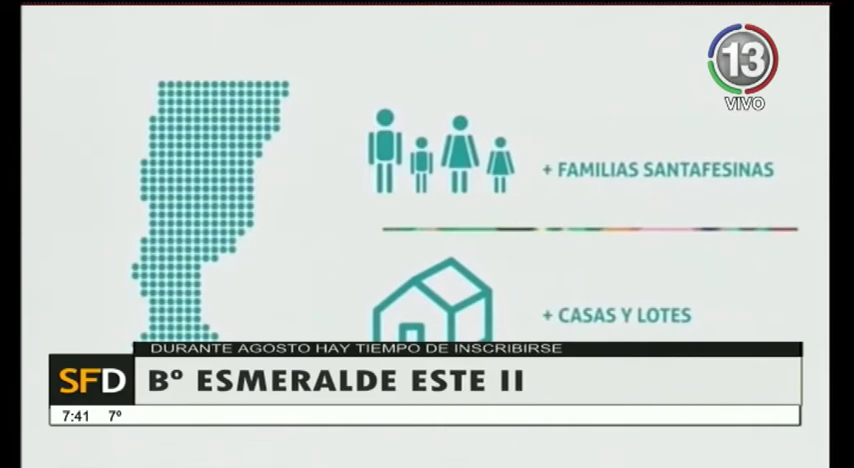 13
VIVO
+ FAMILIAS SANTAFESINAS
+ CASAS Y LOTES
DURANTE AGOSTO HAY TIEMPO DE INSCRIBIRSE
SFD
Bº ESMERALDE ESTE II
7:41 7º